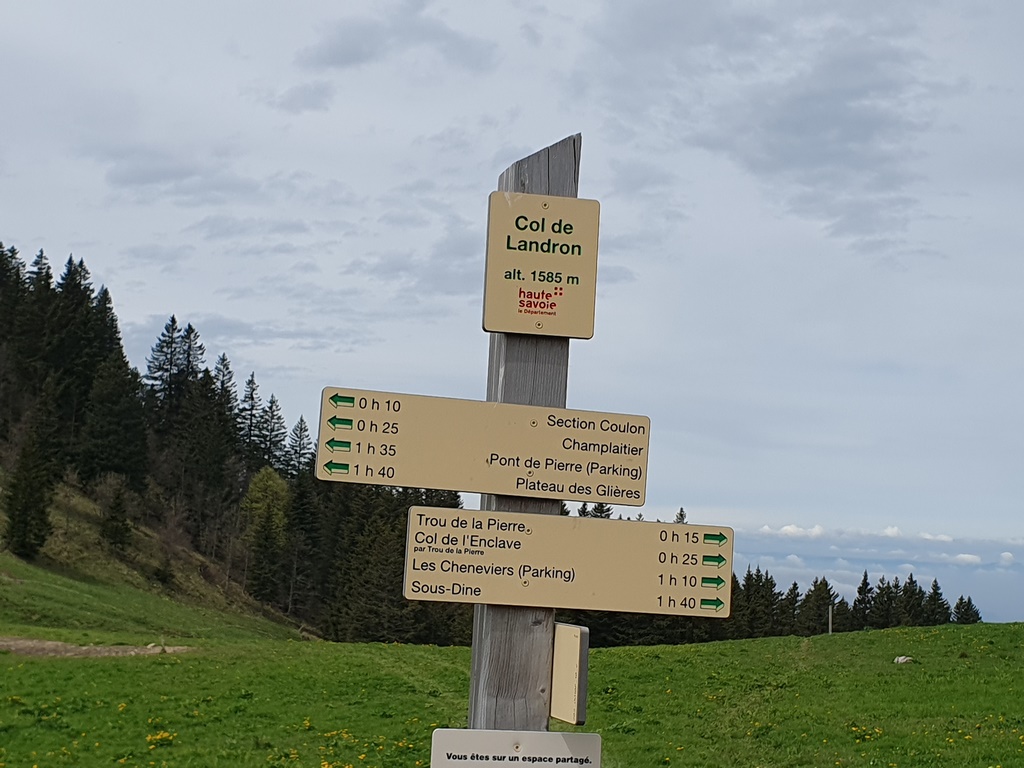 Col de
Landron
alt. 1585 m
haute
savoie
le Département
0 h 10 Section Coulon
0 h 25 Champlaitier
1 h 35 Pont de Pierre (Parking)
1 h 40 Plateau des Glières
Trou de la Pierre 0 h 15
Col de l'Enclave 0 h 25
par Trou de la Pierre
Les Cheneviers (Parking) 1 h 10
Sous-Dine 1 h 40
Vous êtes sur un espace partagé.